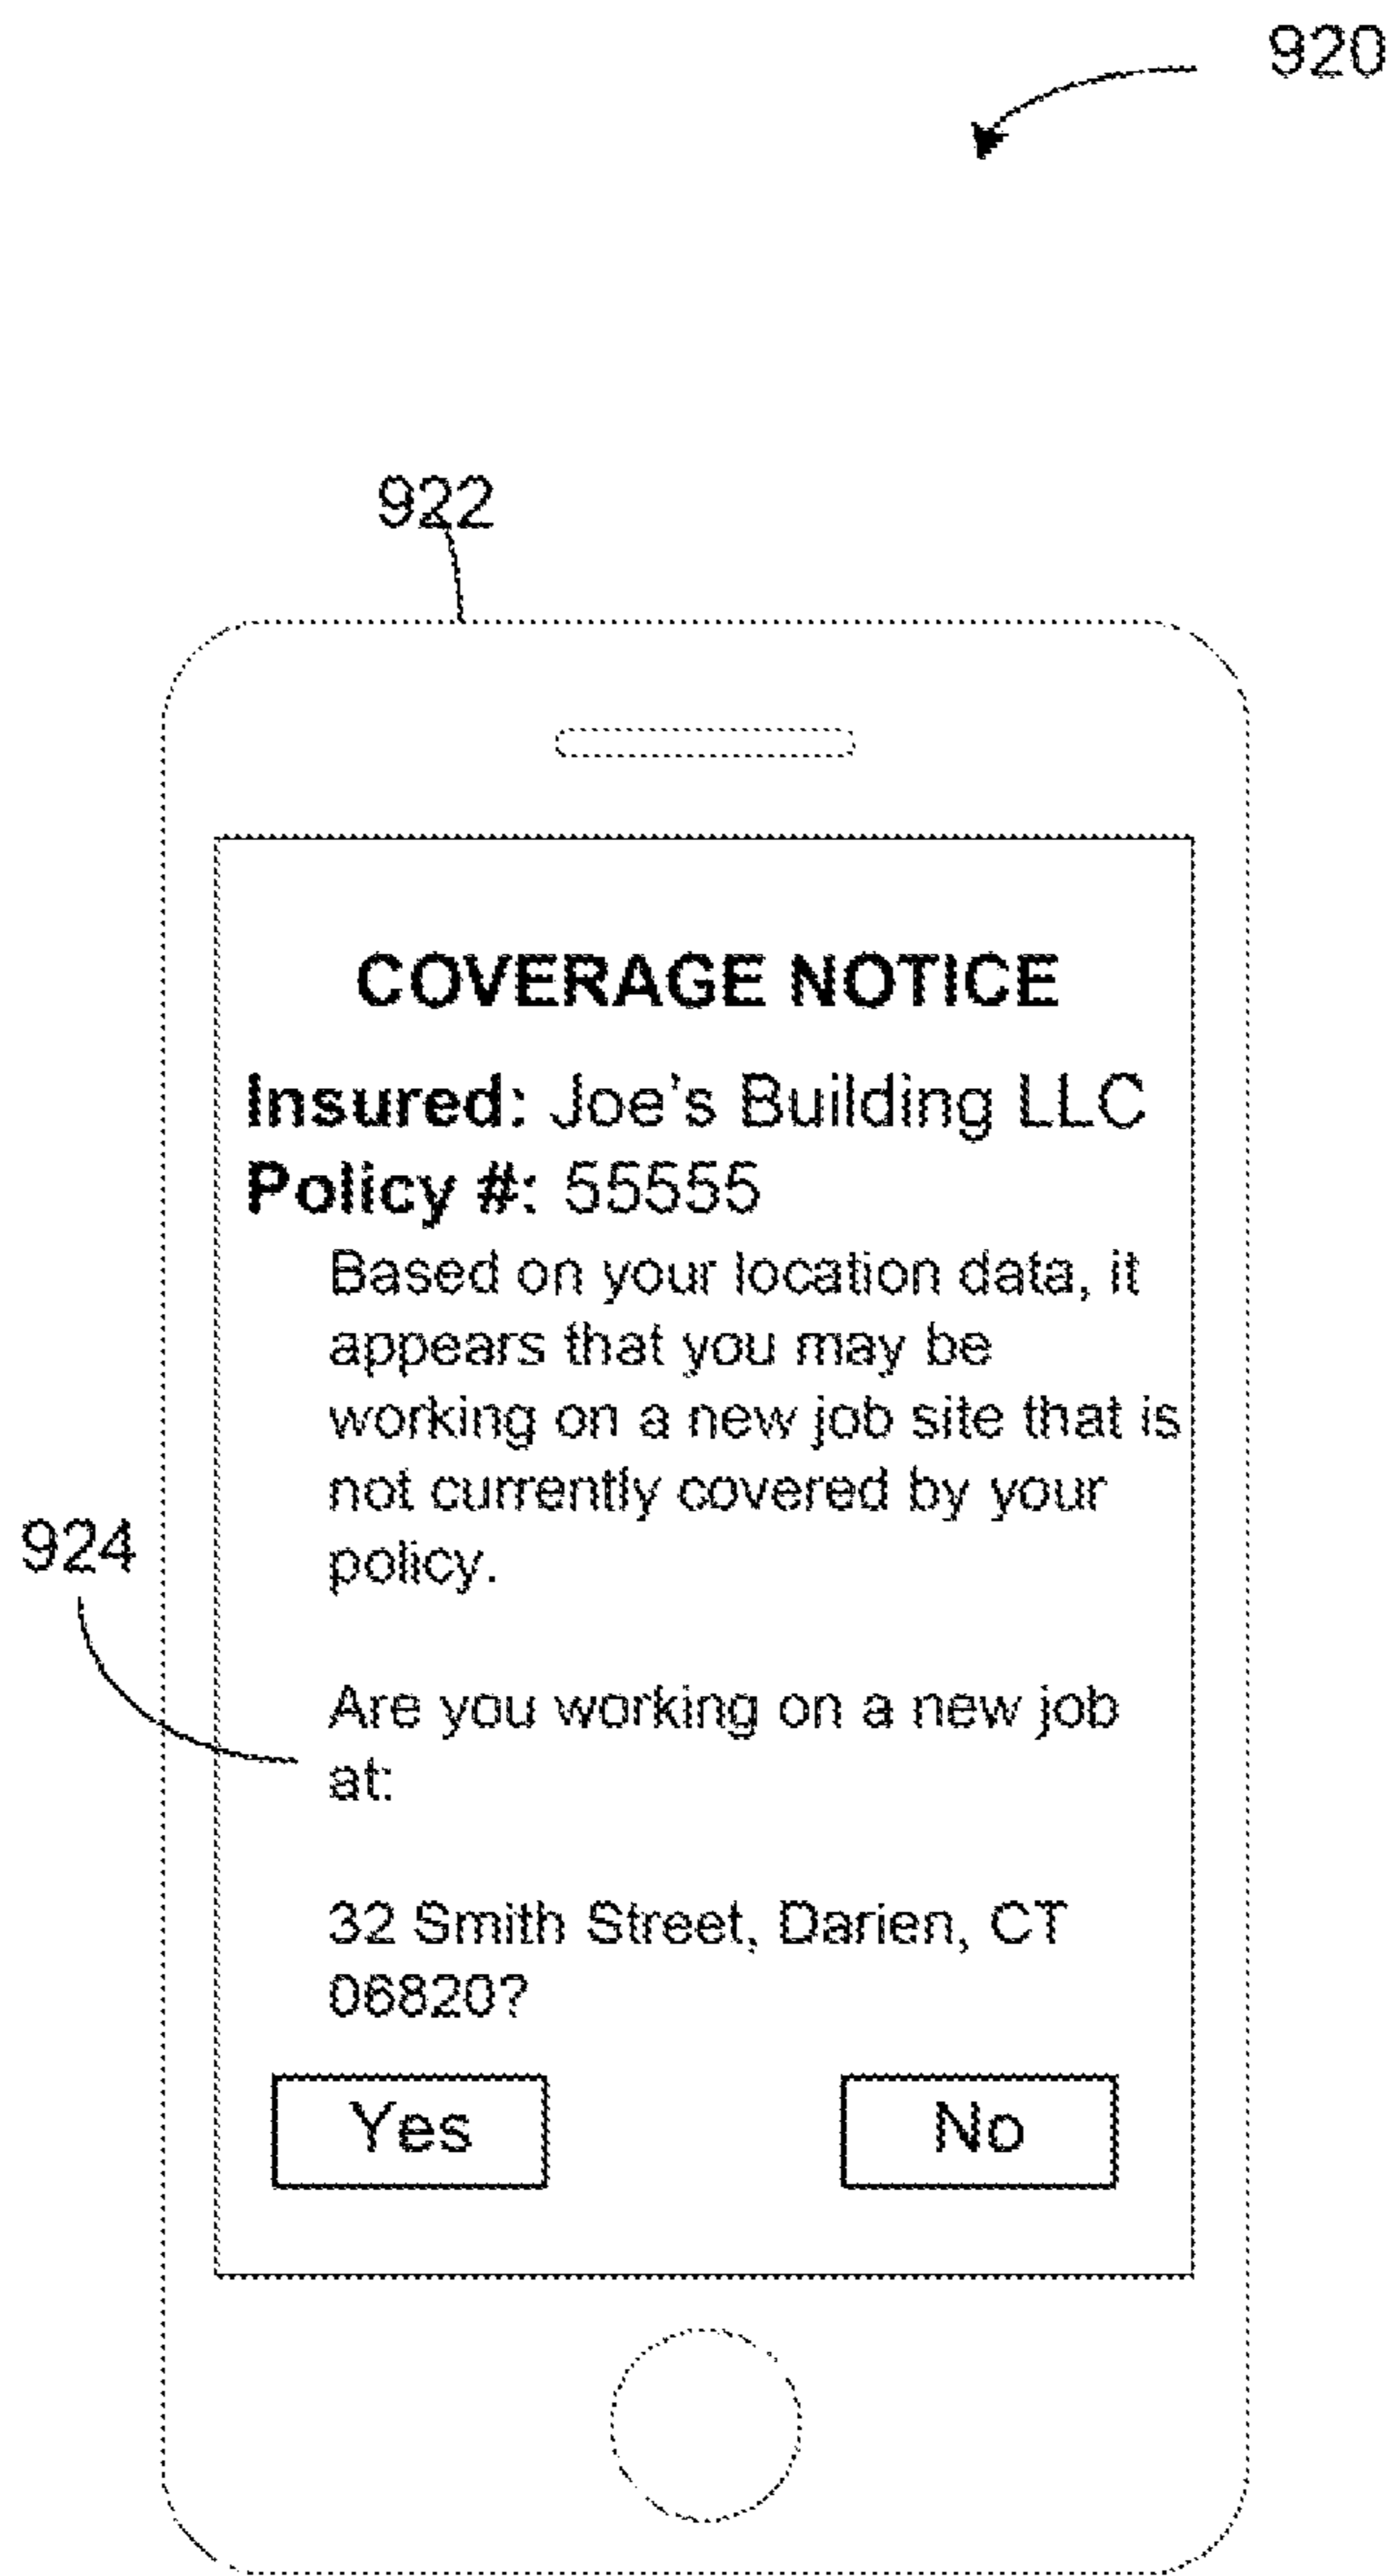 920
922
COVERAGE NOTICE
Insured: Joe's Building LLC
Policy #: 55555
Based on your location data, it
appears that you may be
working on a new job site that is
not currently covered by your
policy.
924
Are you working on a new job
at:
32 Smith Street, Darien, CT
06820?
Yes
No